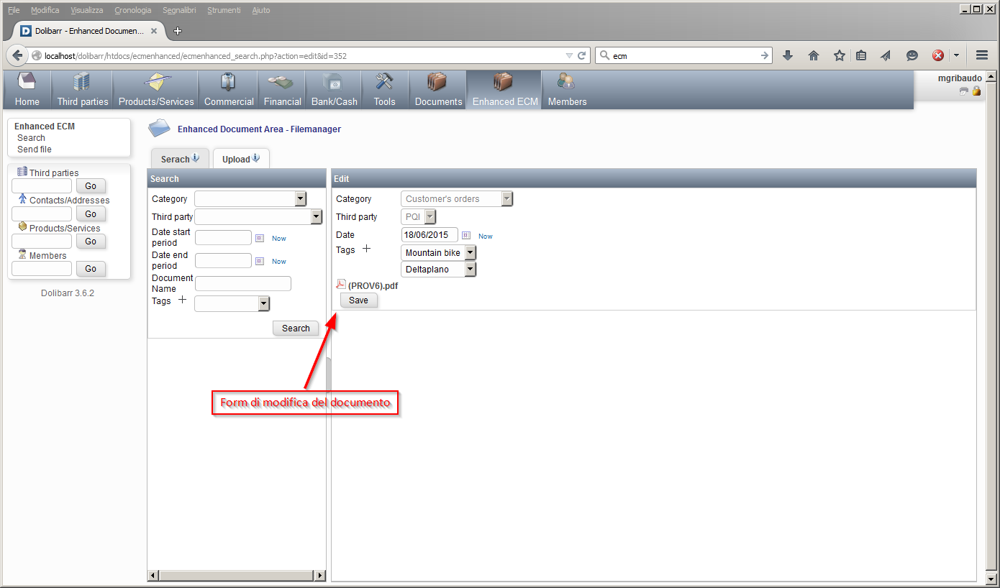 File Modifica Visualizza Cronologia Segnalibri Strumenti Aiuto
Dolibarr - Enhanced Documen...
localhost/dolibarr/htdocs/ecmenhanced/ecmenhanced_search.php?action=edit&id=352
ecm
Home Third parties Products/Services Commercial Financial Bank/Cash Tools Documents Enhanced ECM Members
mgribaudo
Enhanced ECM
Search
Send file
Third parties
Go
Contacts/Addresses
Go
Products/Services
Go
Members
Go
Dolibarr 3.6.2
Enhanced Document Area - Filemanager
Serach Upload
Search
Category
Third party
Date start
period
Now
Date end
period
Now
Document
Name
Tags
Search
Edit
Category Customer's orders
Third party PQI
Date 18/06/2015 Now
Tags Mountain bike
Deltaplano
(PROV6).pdf
Save
Form di modifica del documento